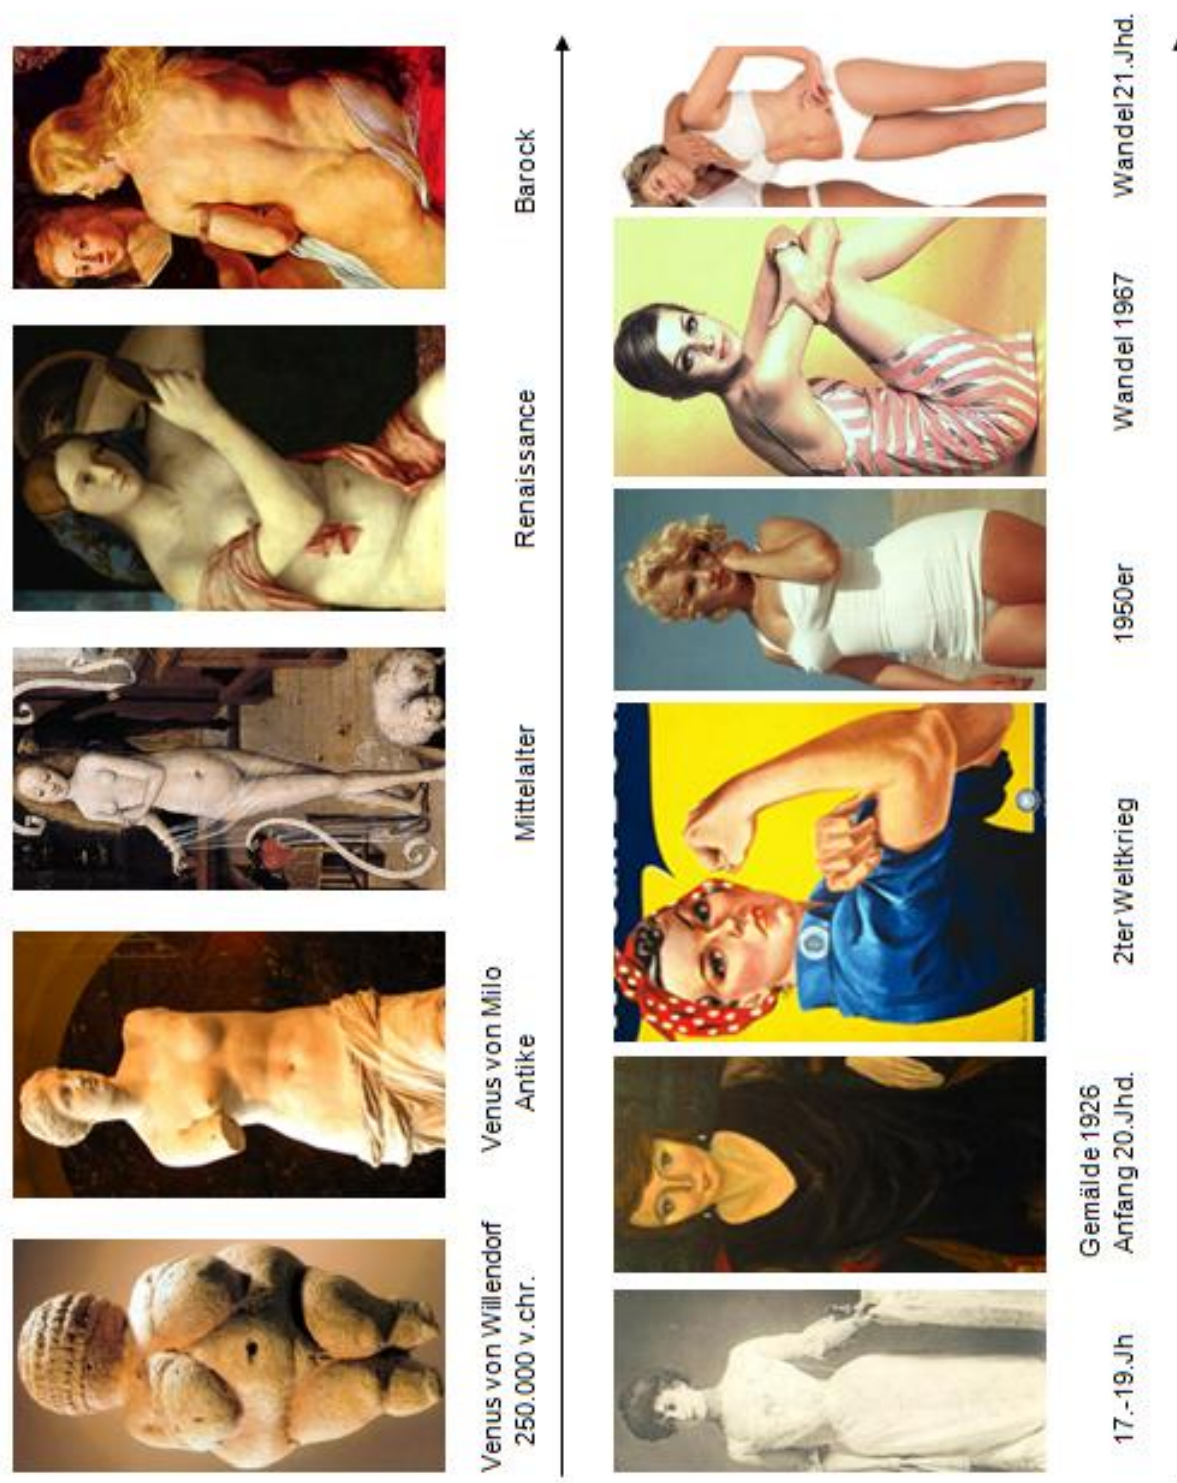 Venus von Willendorf
250.000 v.chr.
Venus von Milo
Antike
Mittelalter
Renaissance
Barock
17.-19.Jh
Gemälde 1926
Anfang 20.Jhd.
2ter Weltkrieg
1950er
Wandel 1967
Wandel 21.Jhd.